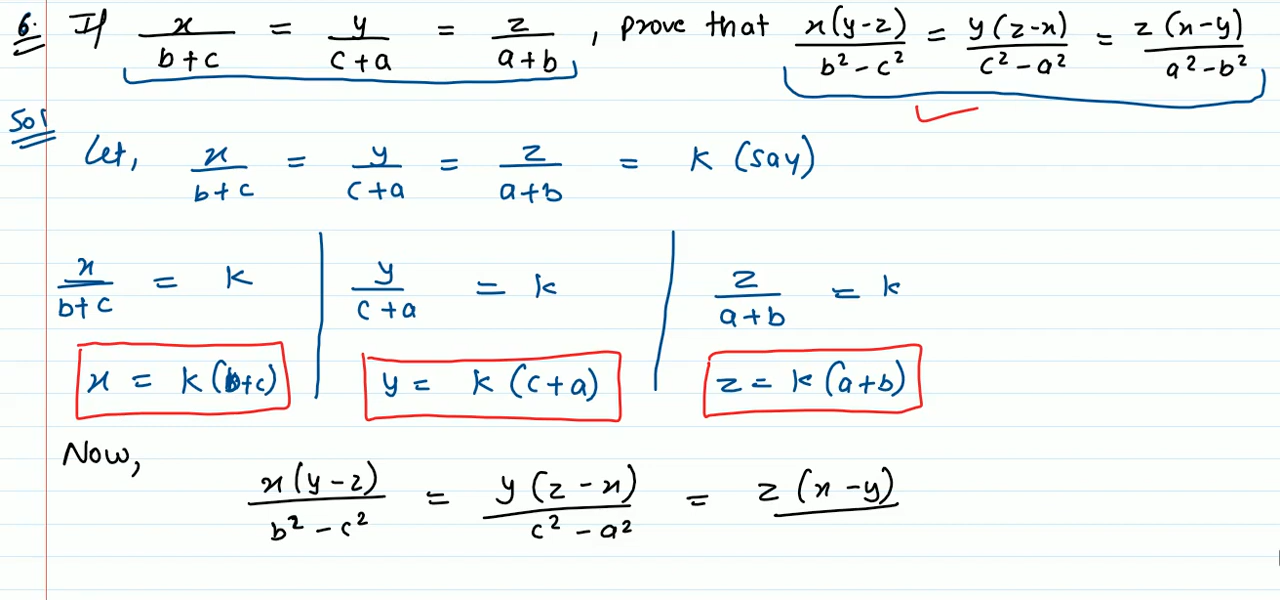 6. If x/(b+c) = y/(c+a) = z/(a+b), prove that x(y-z)/(b²-c²) = y(z-x)/(c²-a²) = z(x-y)/(a²-b²)
Sol
Let, x/(b+c) = y/(c+a) = z/(a+b) = K (say)
x/(b+c) = K | y/(c+a) = k | z/(a+b) = k
x = K(b+c) | y = K(c+a) | z = K(a+b)
Now,
x(y-z)/(b²-c²) = y(z-x)/(c²-a²) = z(x-y)